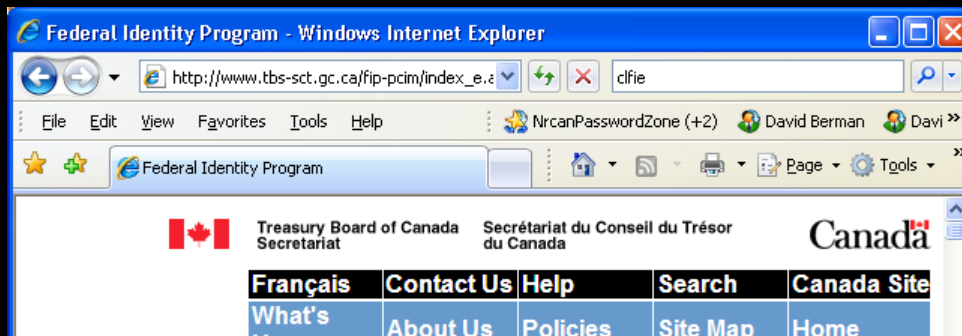 Federal Identity Program - Windows Internet Explorer
http://www.tbs-sct.gc.ca/fip-pcim/index_e.a clfie
File Edit View Favorites Tools Help NrcanPasswordZone (+2) David Berman Davi »
Federal Identity Program Page Tools »
Treasury Board of Canada Secrétariat du Conseil du Trésor
Secretariat du Canada
Canada
Français Contact Us Help Search Canada Site
What's About Us Policies Site Map Home